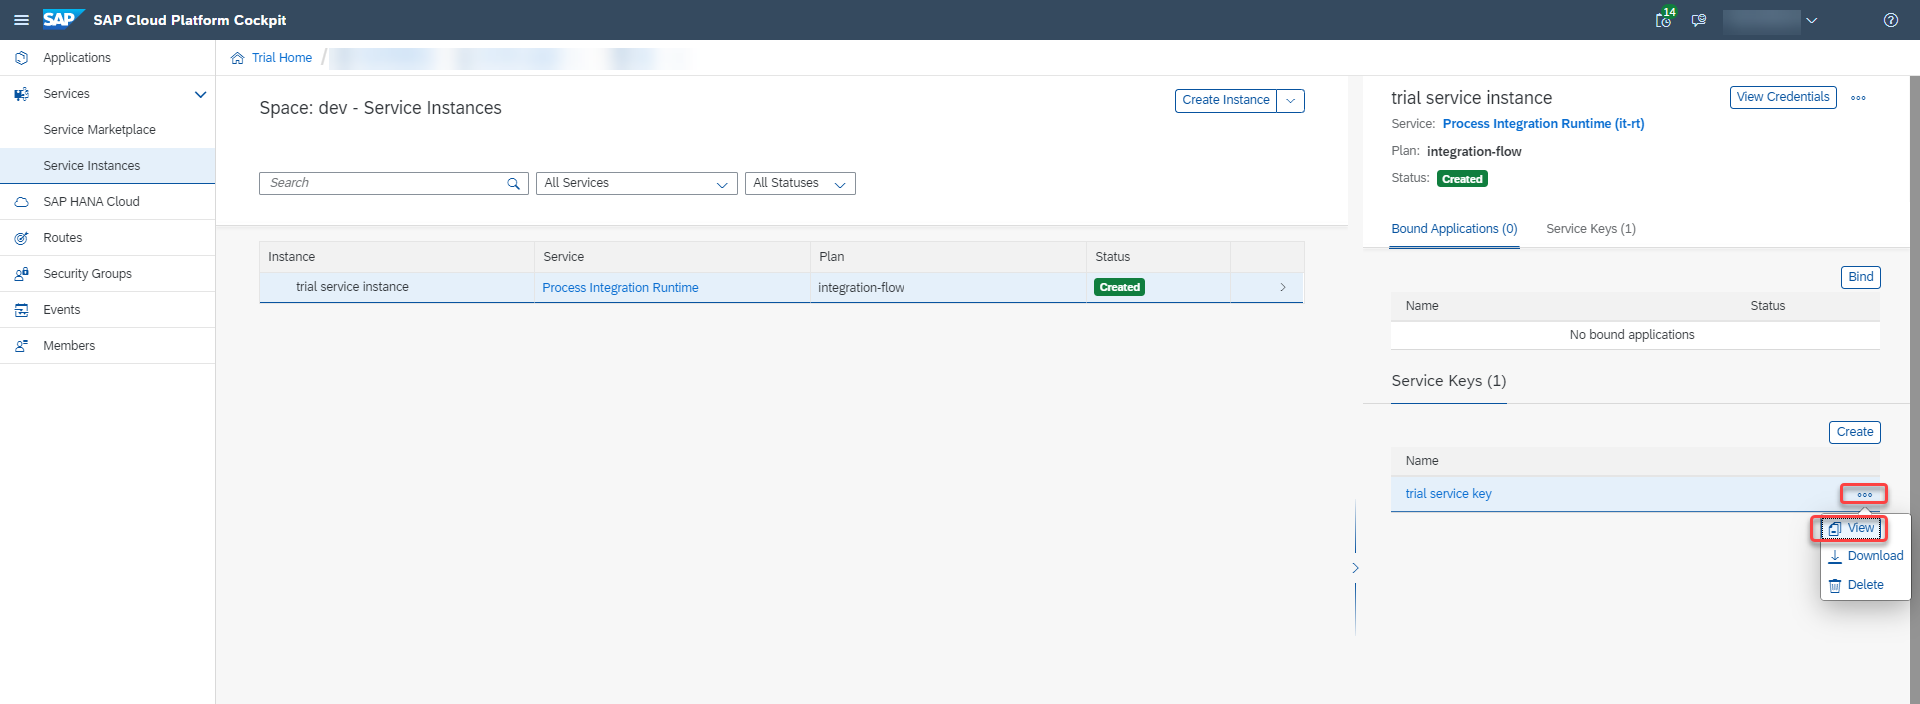 SAP SAP Cloud Platform Cockpit
14
Applications
Services
Service Marketplace
Service Instances
SAP HANA Cloud
Routes
Security Groups
Events
Members
Trial Home /
Space: dev - Service Instances
Create Instance
Search
All Services
All Statuses
Instance Service Plan Status
trial service instance Process Integration Runtime integration-flow Created
trial service instance
View Credentials
Service: Process Integration Runtime (it-rt)
Plan: integration-flow
Status: Created
Bound Applications (0) Service Keys (1)
Bind
Name Status
No bound applications
Service Keys (1)
Create
Name
trial service key
View
Download
Delete